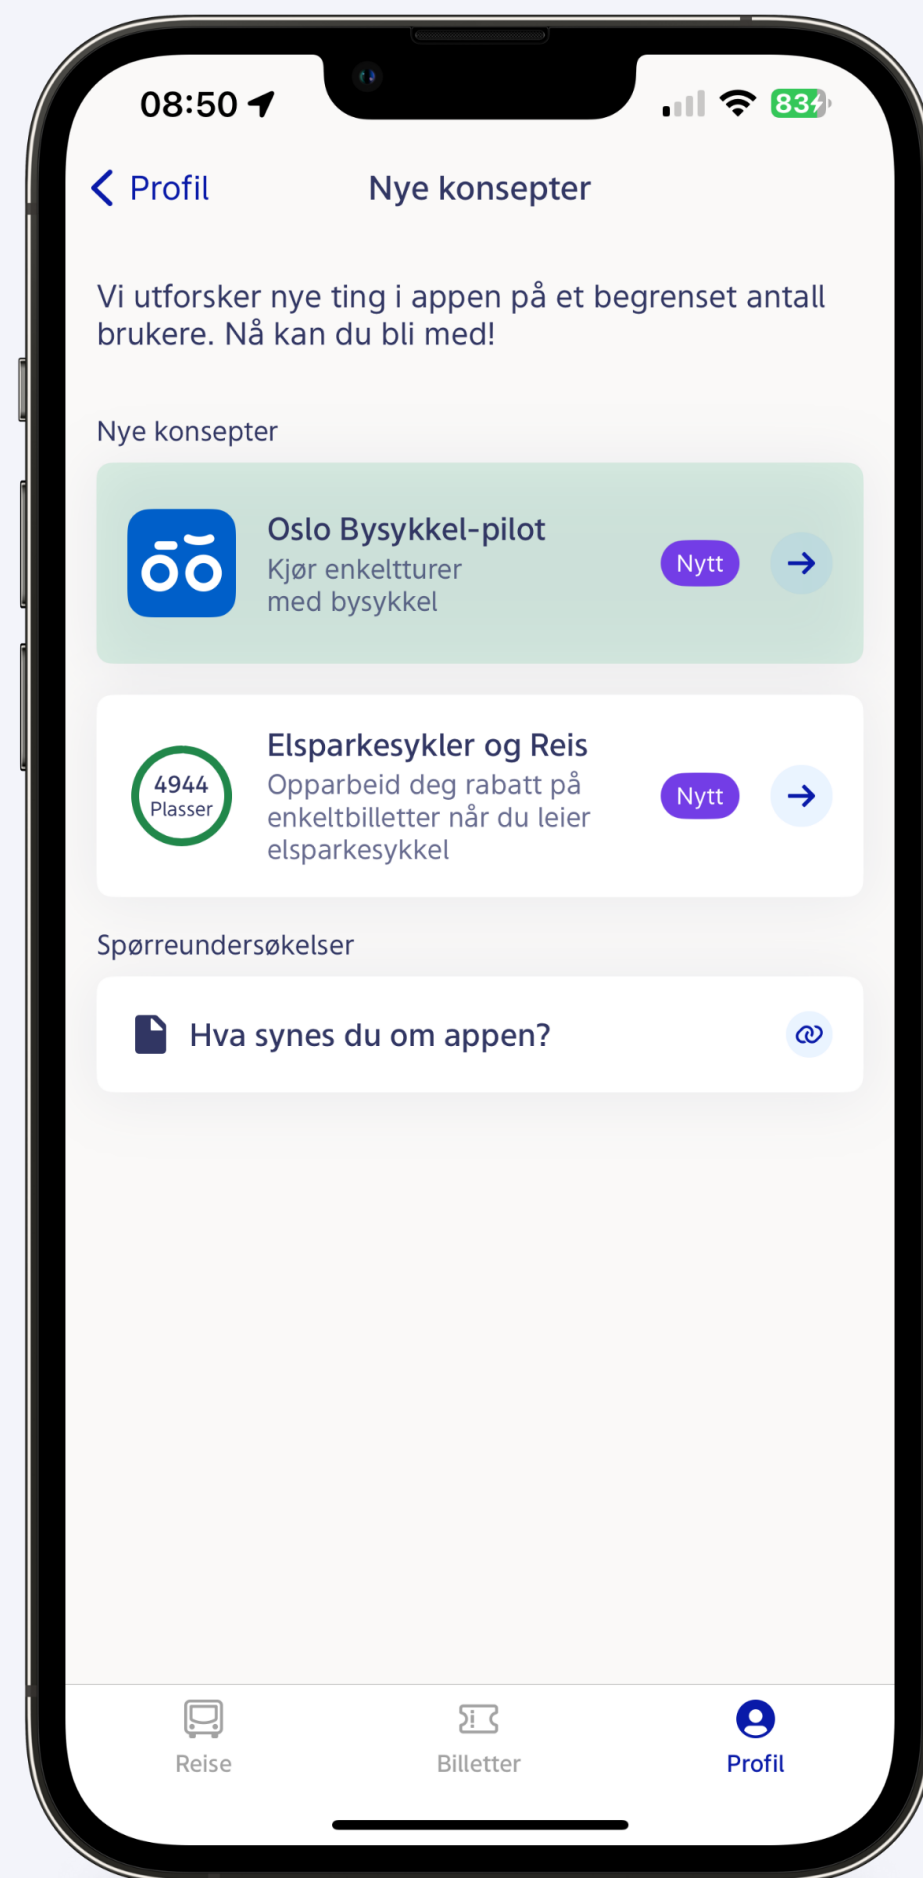 08:50
83
Profil
Nye konsepter
Vi utforsker nye ting i appen på et begrenset antall
brukere. Nå kan du bli med!
Nye konsepter
Oslo Bysykkel-pilot
Kjør enkeltturer
med bysykkel
Nytt
4944
Plasser
Elsparkesykler og Reis
Opparbeid deg rabatt på
enkeltbilletter når du leier
elsparkesykkel
Nytt
Spørreundersøkelser
Hva synes du om appen?
Reise
Billetter
Profil